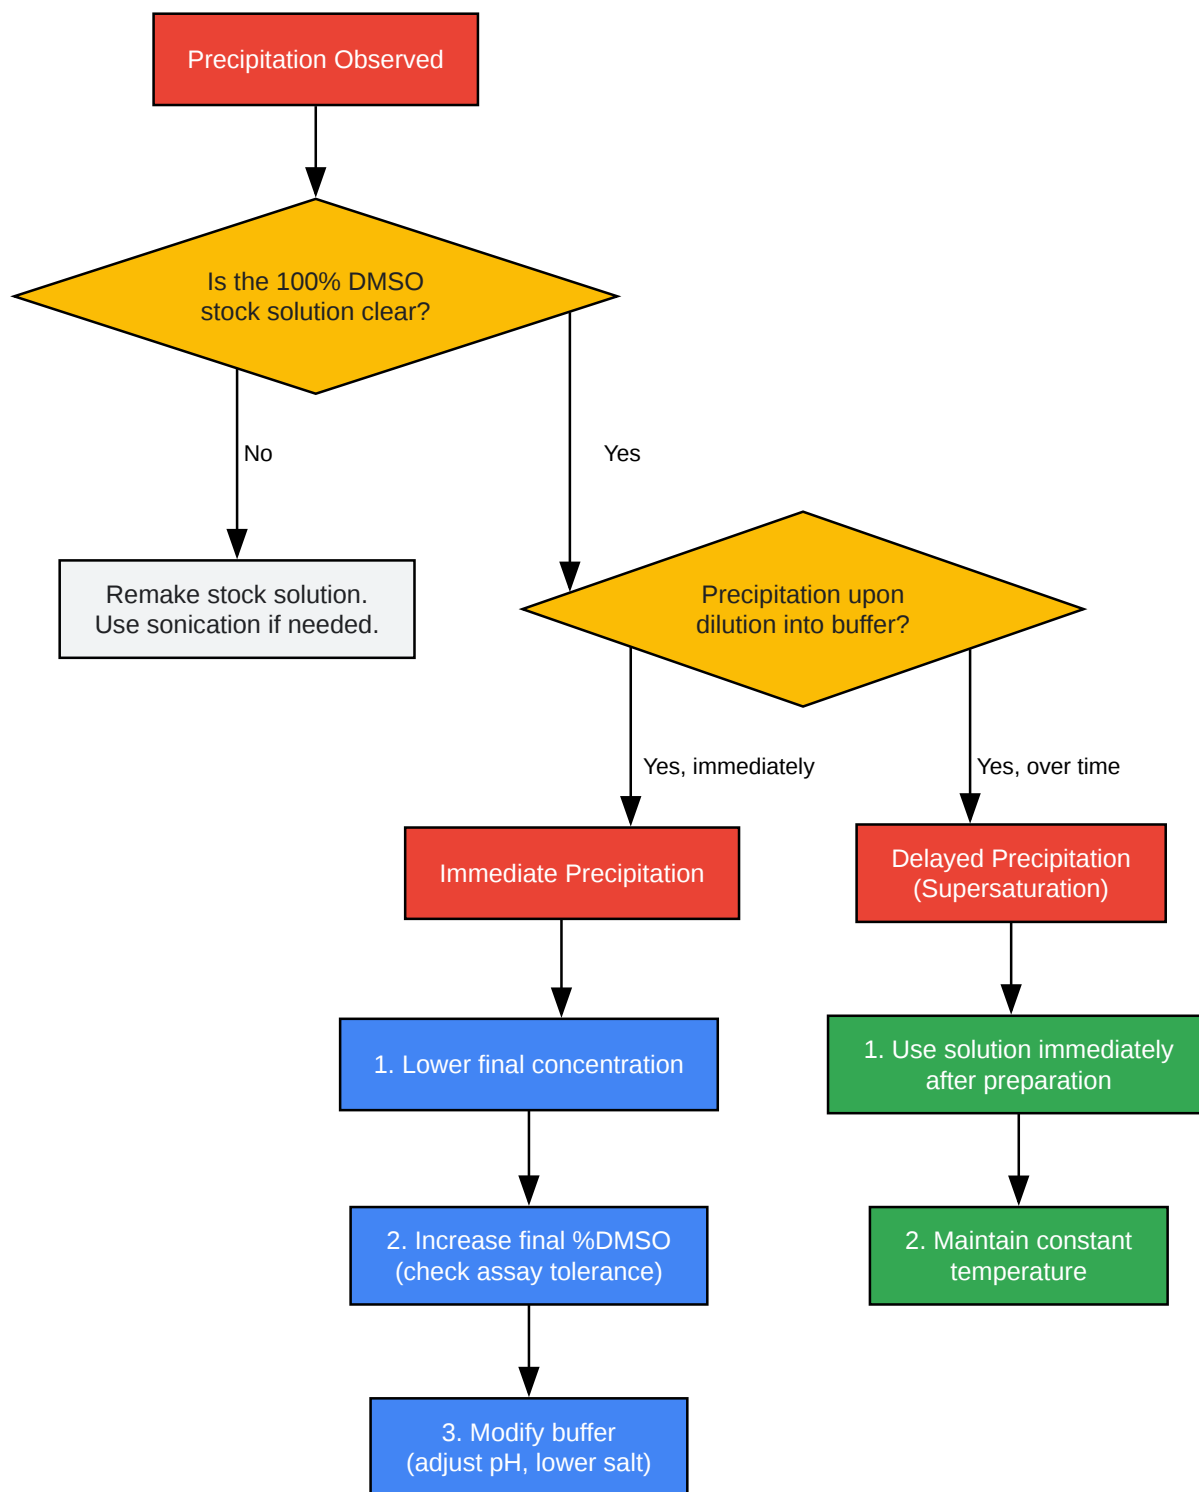 Precipitation Observed
Is the 100% DMSO
stock solution clear?
No
Yes
Remake stock solution.
Use sonication if needed.
Precipitation upon
dilution into buffer?
Yes, immediately
Yes, over time
Immediate Precipitation
Delayed Precipitation
(Supersaturation)
1. Lower final concentration
1. Use solution immediately
after preparation
2. Increase final %DMSO
(check assay tolerance)
2. Maintain constant
temperature
3. Modify buffer
(adjust pH, lower salt)